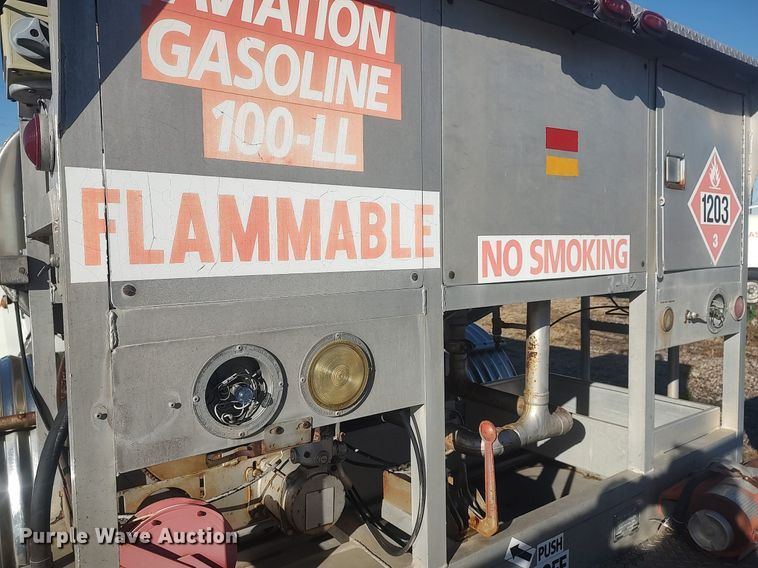 AVIATION
GASOLINE
100-LL
FLAMMABLE
NO SMOKING
1203
3
PUSH
Purple Wave Auction